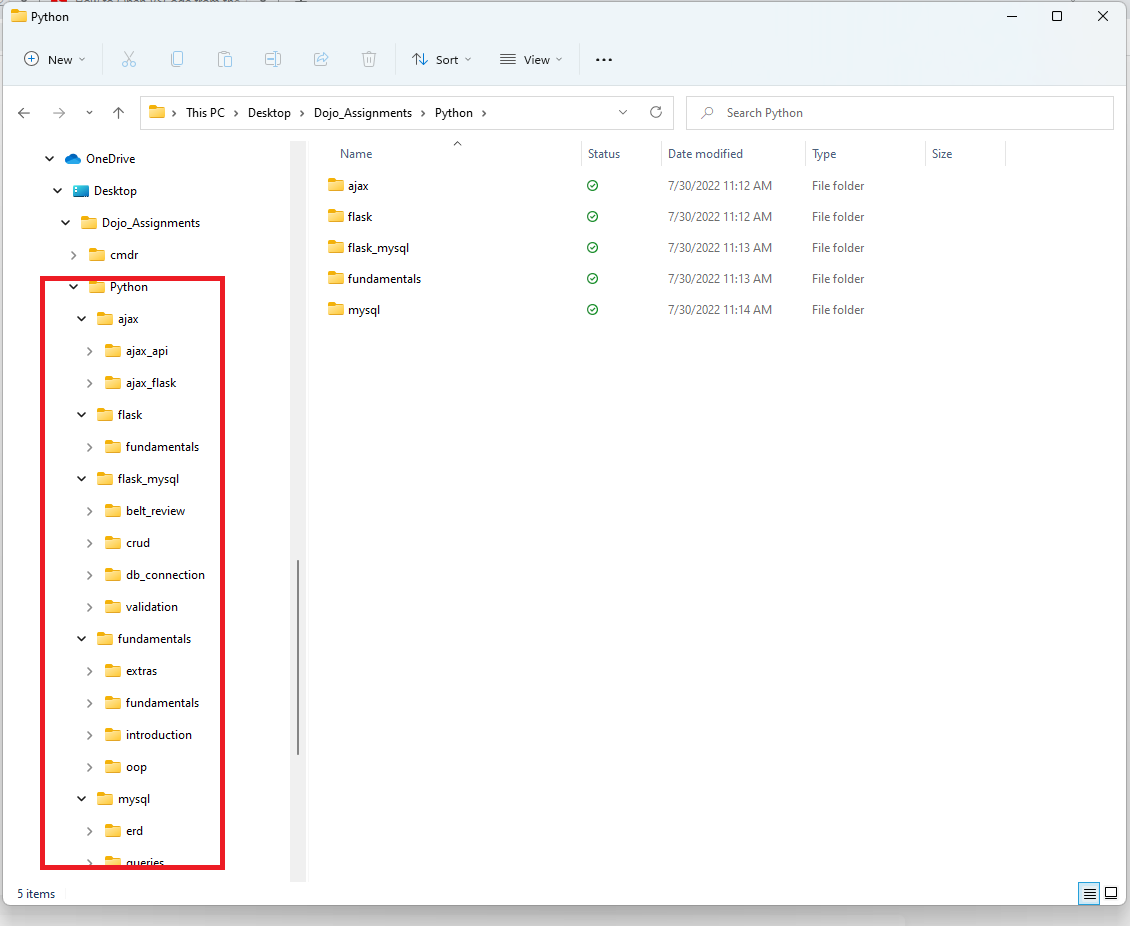 Python
New Sort View
This PC Desktop Dojo_Assignments Python Search Python
OneDrive
Desktop
Dojo_Assignments
cmdr
Python
ajax
ajax_api
ajax_flask
flask
fundamentals
flask_mysql
belt_review
crud
db_connection
validation
fundamentals
extras
fundamentals
introduction
oop
mysql
erd
queries
Name Status Date modified Type Size
ajax 7/30/2022 11:12 AM File folder
flask 7/30/2022 11:12 AM File folder
flask_mysql 7/30/2022 11:13 AM File folder
fundamentals 7/30/2022 11:13 AM File folder
mysql 7/30/2022 11:14 AM File folder
5 items